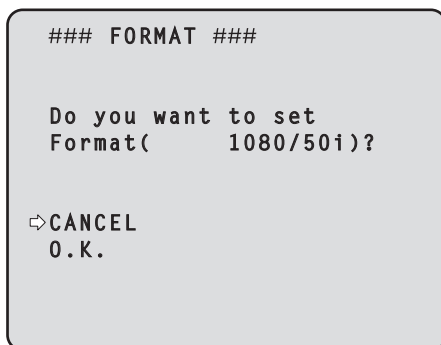 ### FORMAT ###
Do you want to set
Format(     1080/50i)?
⇨CANCEL
O.K.